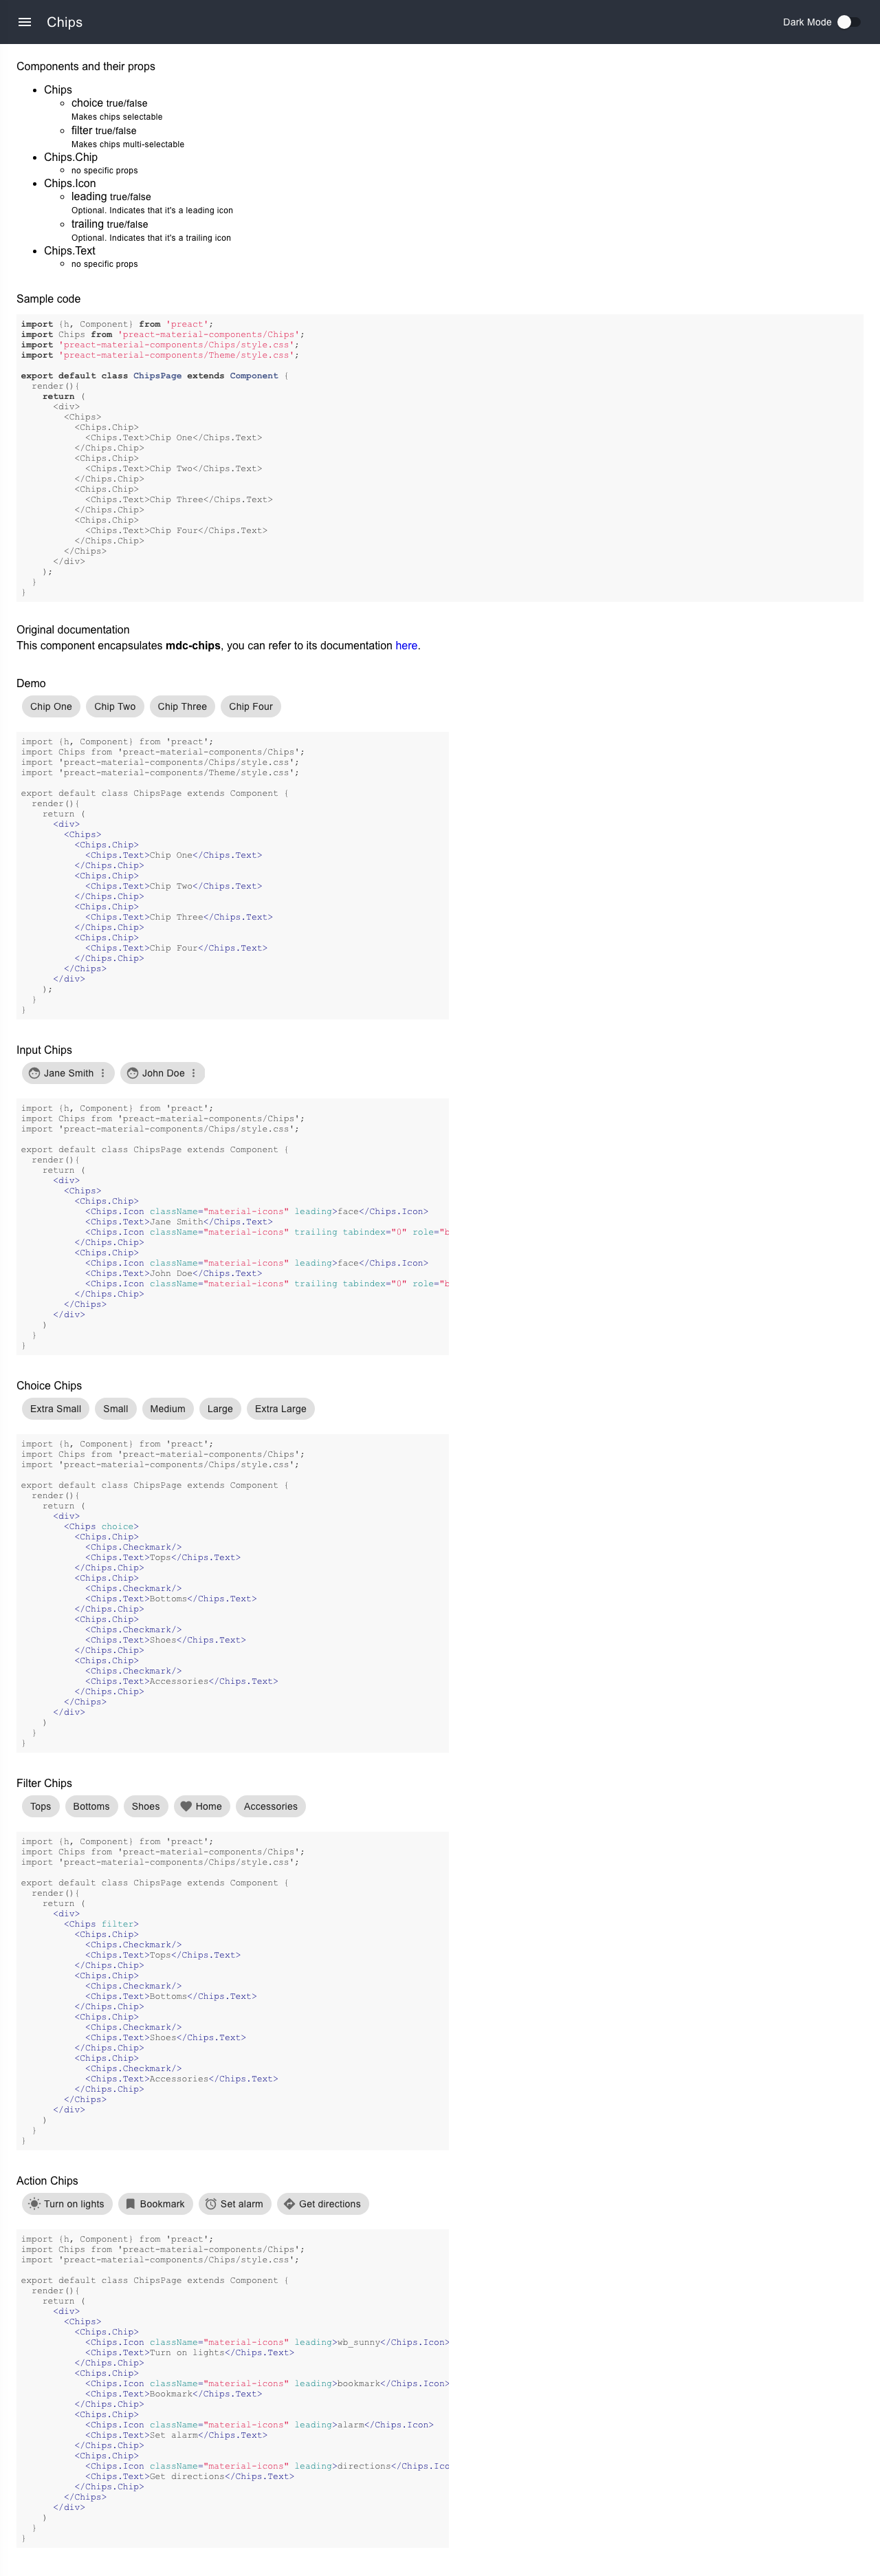 Chips
Dark Mode
Components and their props
• Chips
◦ choice true/false
Makes chips selectable
◦ filter true/false
Makes chips multi-selectable
• Chips.Chip
◦ no specific props
• Chips.Icon
◦ leading true/false
Optional. Indicates that it's a leading icon
◦ trailing true/false
Optional. Indicates that it's a trailing icon
• Chips.Text
◦ no specific props
Sample code
import {h, Component} from 'preact';
import Chips from 'preact-material-components/Chips';
import 'preact-material-components/Chips/style.css';
import 'preact-material-components/Theme/style.css';
export default class ChipsPage extends Component {
render(){
return (
<div>
<Chips>
<Chips.Chip>
<Chips.Text>Chip One</Chips.Text>
</Chips.Chip>
<Chips.Chip>
<Chips.Text>Chip Two</Chips.Text>
</Chips.Chip>
<Chips.Chip>
<Chips.Text>Chip Three</Chips.Text>
</Chips.Chip>
<Chips.Chip>
<Chips.Text>Chip Four</Chips.Text>
</Chips.Chip>
</Chips>
</div>
);
}
}
Original documentation
This component encapsulates mdc-chips, you can refer to its documentation here.
Demo
Chip One Chip Two Chip Three Chip Four
import {h, Component} from 'preact';
import Chips from 'preact-material-components/Chips';
import 'preact-material-components/Chips/style.css';
import 'preact-material-components/Theme/style.css';
export default class ChipsPage extends Component {
render(){
return (
<div>
<Chips>
<Chips.Chip>
<Chips.Text>Chip One</Chips.Text>
</Chips.Chip>
<Chips.Chip>
<Chips.Text>Chip Two</Chips.Text>
</Chips.Chip>
<Chips.Chip>
<Chips.Text>Chip Three</Chips.Text>
</Chips.Chip>
<Chips.Chip>
<Chips.Text>Chip Four</Chips.Text>
</Chips.Chip>
</Chips>
</div>
);
}
}
Input Chips
Jane Smith John Doe
import {h, Component} from 'preact';
import Chips from 'preact-material-components/Chips';
import 'preact-material-components/Chips/style.css';
export default class ChipsPage extends Component {
render(){
return (
<div>
<Chips>
<Chips.Chip>
<Chips.Icon className="material-icons" leading>face</Chips.Icon>
<Chips.Text>Jane Smith</Chips.Text>
<Chips.Icon className="material-icons" trailing tabindex="0" role="b
</Chips.Chip>
<Chips.Chip>
<Chips.Icon className="material-icons" leading>face</Chips.Icon>
<Chips.Text>John Doe</Chips.Text>
<Chips.Icon className="material-icons" trailing tabindex="0" role="b
</Chips.Chip>
</Chips>
</div>
)
}
}
Choice Chips
Extra Small Small Medium Large Extra Large
import {h, Component} from 'preact';
import Chips from 'preact-material-components/Chips';
import 'preact-material-components/Chips/style.css';
export default class ChipsPage extends Component {
render(){
return (
<div>
<Chips choice>
<Chips.Chip>
<Chips.Checkmark/>
<Chips.Text>Tops</Chips.Text>
</Chips.Chip>
<Chips.Chip>
<Chips.Checkmark/>
<Chips.Text>Bottoms</Chips.Text>
</Chips.Chip>
<Chips.Chip>
<Chips.Checkmark/>
<Chips.Text>Shoes</Chips.Text>
</Chips.Chip>
<Chips.Chip>
<Chips.Checkmark/>
<Chips.Text>Accessories</Chips.Text>
</Chips.Chip>
</Chips>
</div>
)
}
}
Filter Chips
Tops Bottoms Shoes Home Accessories
import {h, Component} from 'preact';
import Chips from 'preact-material-components/Chips';
import 'preact-material-components/Chips/style.css';
export default class ChipsPage extends Component {
render(){
return (
<div>
<Chips filter>
<Chips.Chip>
<Chips.Checkmark/>
<Chips.Text>Tops</Chips.Text>
</Chips.Chip>
<Chips.Chip>
<Chips.Checkmark/>
<Chips.Text>Bottoms</Chips.Text>
</Chips.Chip>
<Chips.Chip>
<Chips.Checkmark/>
<Chips.Text>Shoes</Chips.Text>
</Chips.Chip>
<Chips.Chip>
<Chips.Checkmark/>
<Chips.Text>Accessories</Chips.Text>
</Chips.Chip>
</Chips>
</div>
)
}
}
Action Chips
Turn on lights Bookmark Set alarm Get directions
import {h, Component} from 'preact';
import Chips from 'preact-material-components/Chips';
import 'preact-material-components/Chips/style.css';
export default class ChipsPage extends Component {
render(){
return (
<div>
<Chips>
<Chips.Chip>
<Chips.Icon className="material-icons" leading>wb_sunny</Chips.Icon>
<Chips.Text>Turn on lights</Chips.Text>
</Chips.Chip>
<Chips.Chip>
<Chips.Icon className="material-icons" leading>bookmark</Chips.Icon>
<Chips.Text>Bookmark</Chips.Text>
</Chips.Chip>
<Chips.Chip>
<Chips.Icon className="material-icons" leading>alarm</Chips.Icon>
<Chips.Text>Set alarm</Chips.Text>
</Chips.Chip>
<Chips.Chip>
<Chips.Icon className="material-icons" leading>directions</Chips.Ico
<Chips.Text>Get directions</Chips.Text>
</Chips.Chip>
</Chips>
</div>
)
}
}